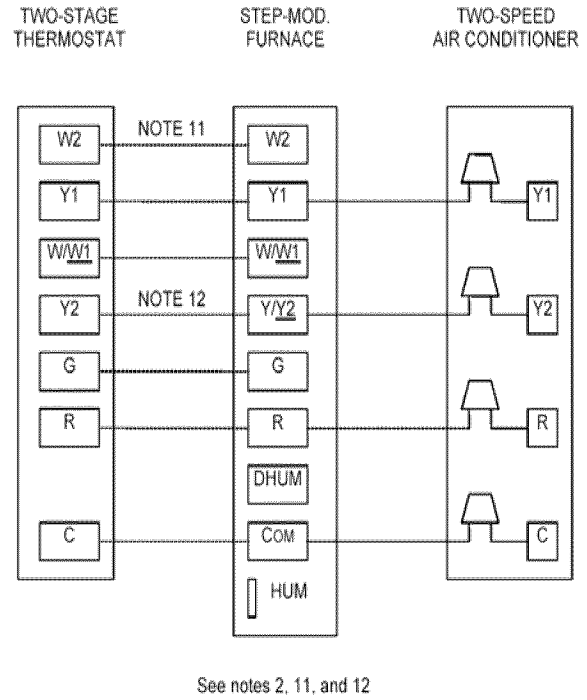 TWO-STAGE THERMOSTAT
STEP-MOD. FURNACE
TWO-SPEED AIR CONDITIONER
W2 NOTE 11 W2
Y1 Y1 Y1
W/W1 W/W1
Y2 NOTE 12 Y/Y2 Y2
G G
R R R
DHUM
C COM C
HUM
See notes 2, 11, and 12